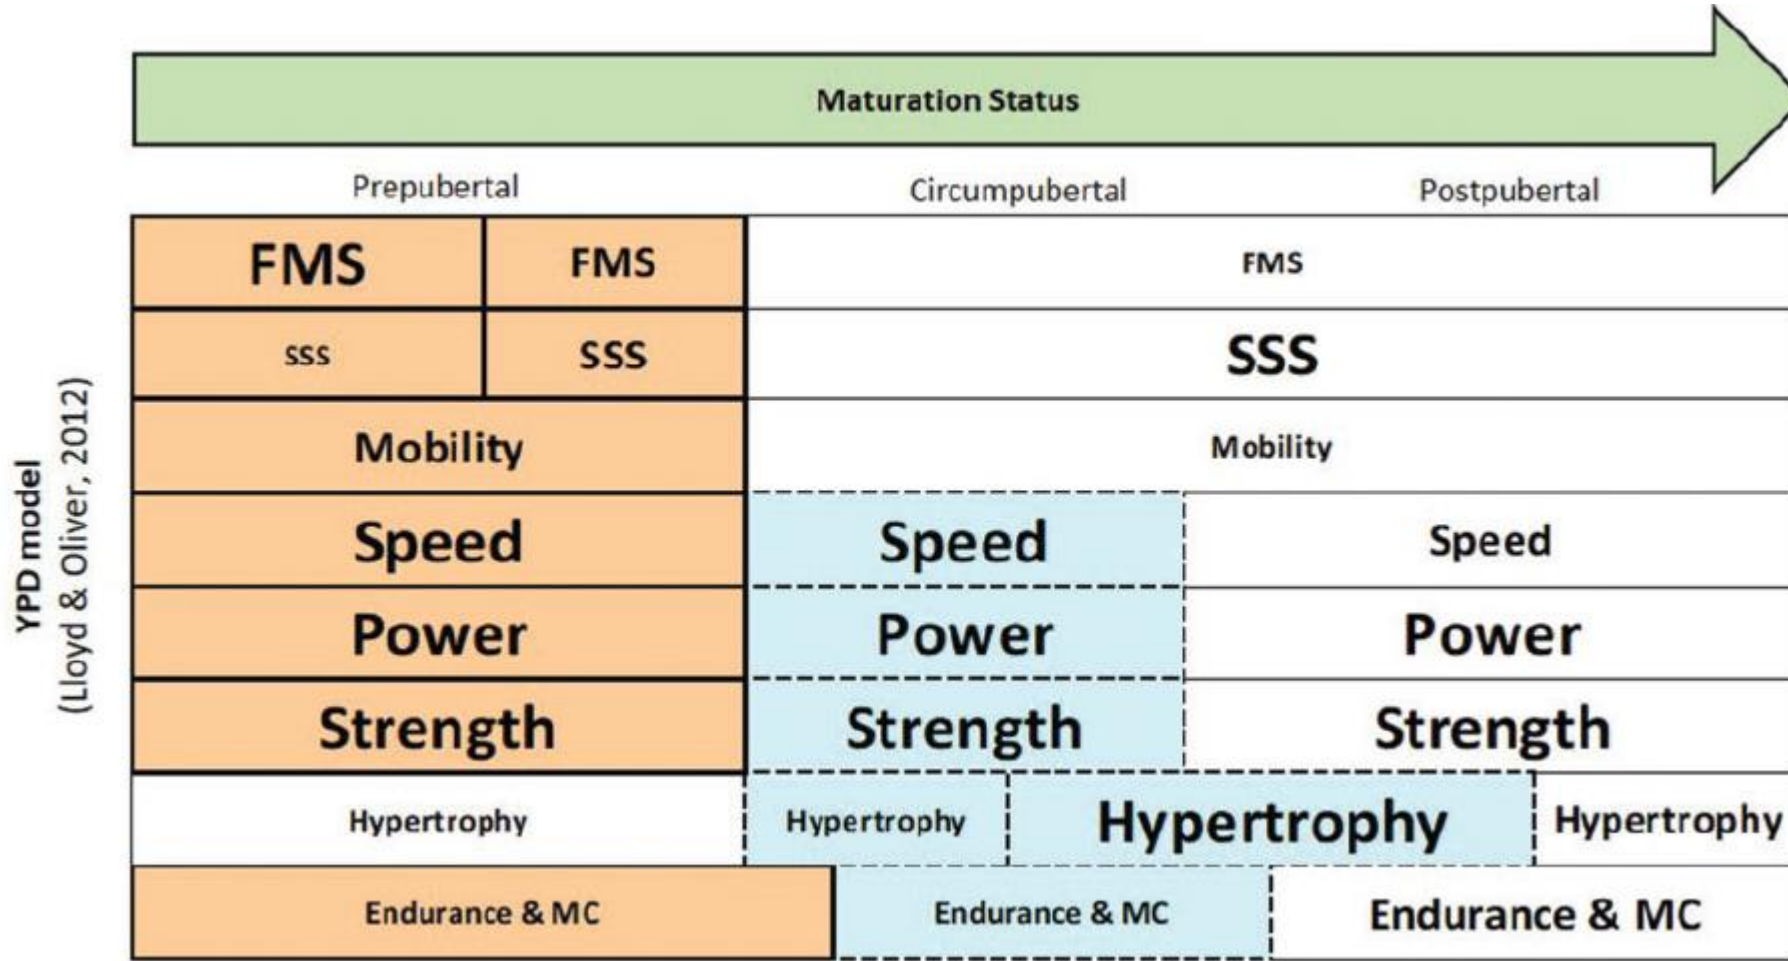 Maturation Status
Prepubertal Circumpubertal Postpubertal
YPD model
(Lloyd & Oliver, 2012)
FMS FMS FMS
SSS SSS SSS
Mobility Mobility
Speed Speed Speed
Power Power Power
Strength Strength Strength
Hypertrophy Hypertrophy Hypertrophy Hypertrophy
Endurance & MC Endurance & MC Endurance & MC